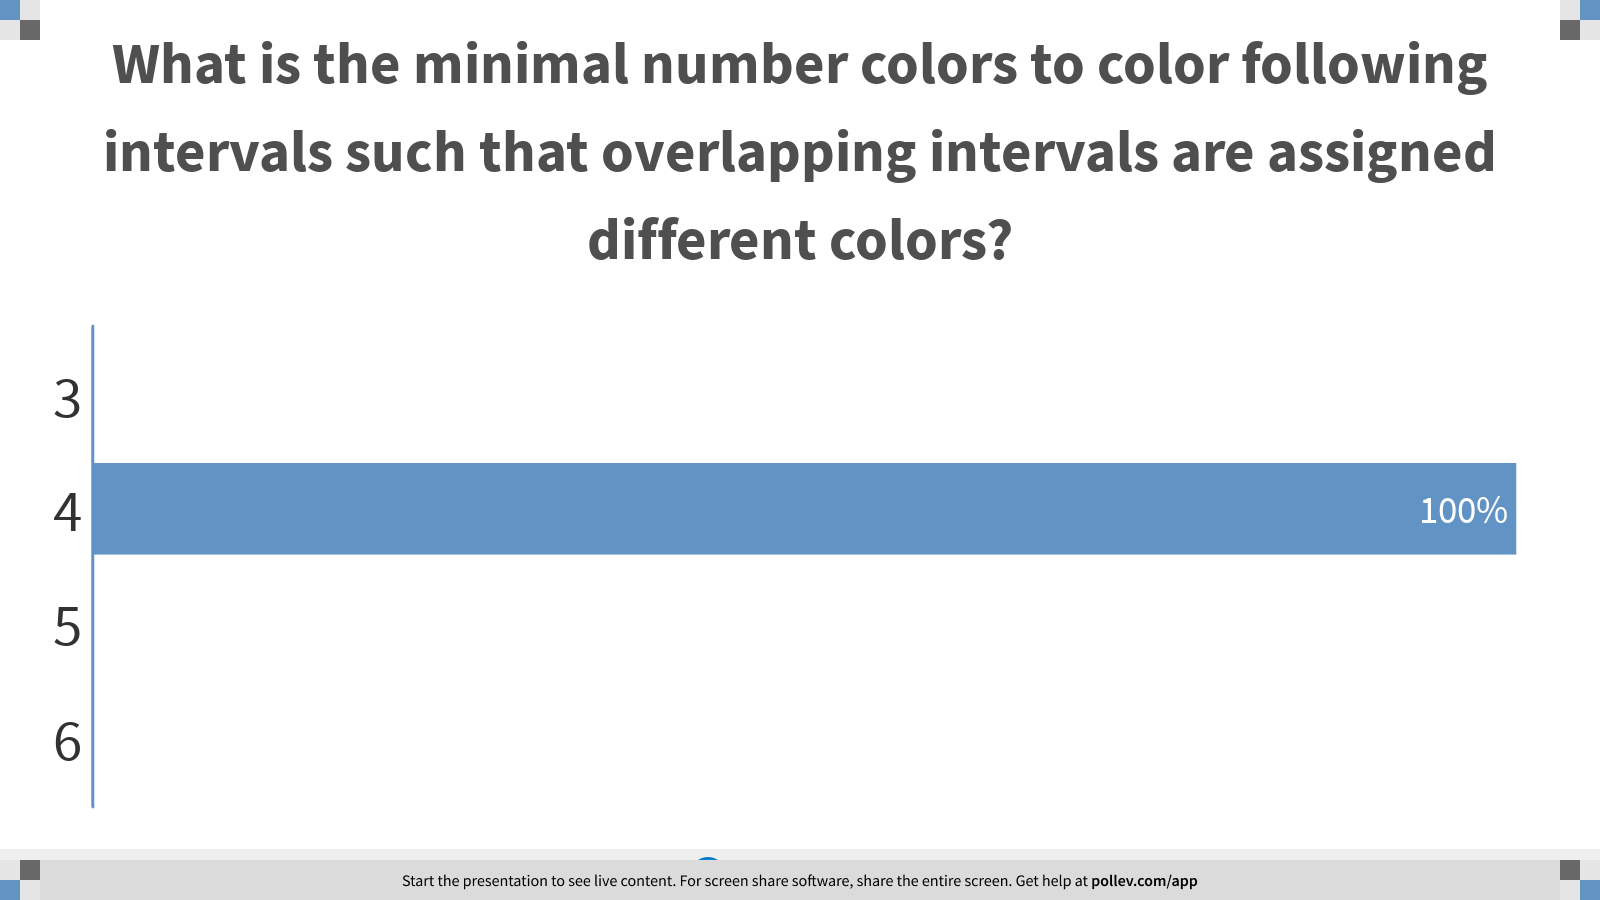 What is the minimal number colors to color following
intervals such that overlapping intervals are assigned
different colors?
3
4
100%
5
6
Start the presentation to see live content. For screen share software, share the entire screen. Get help at pollev.com/app